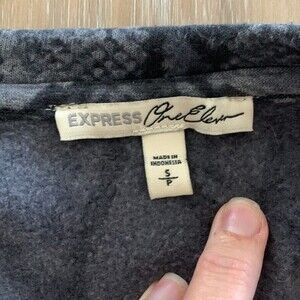 EXPRESS One Eleven
MADE IN
INDONESIA
S
P